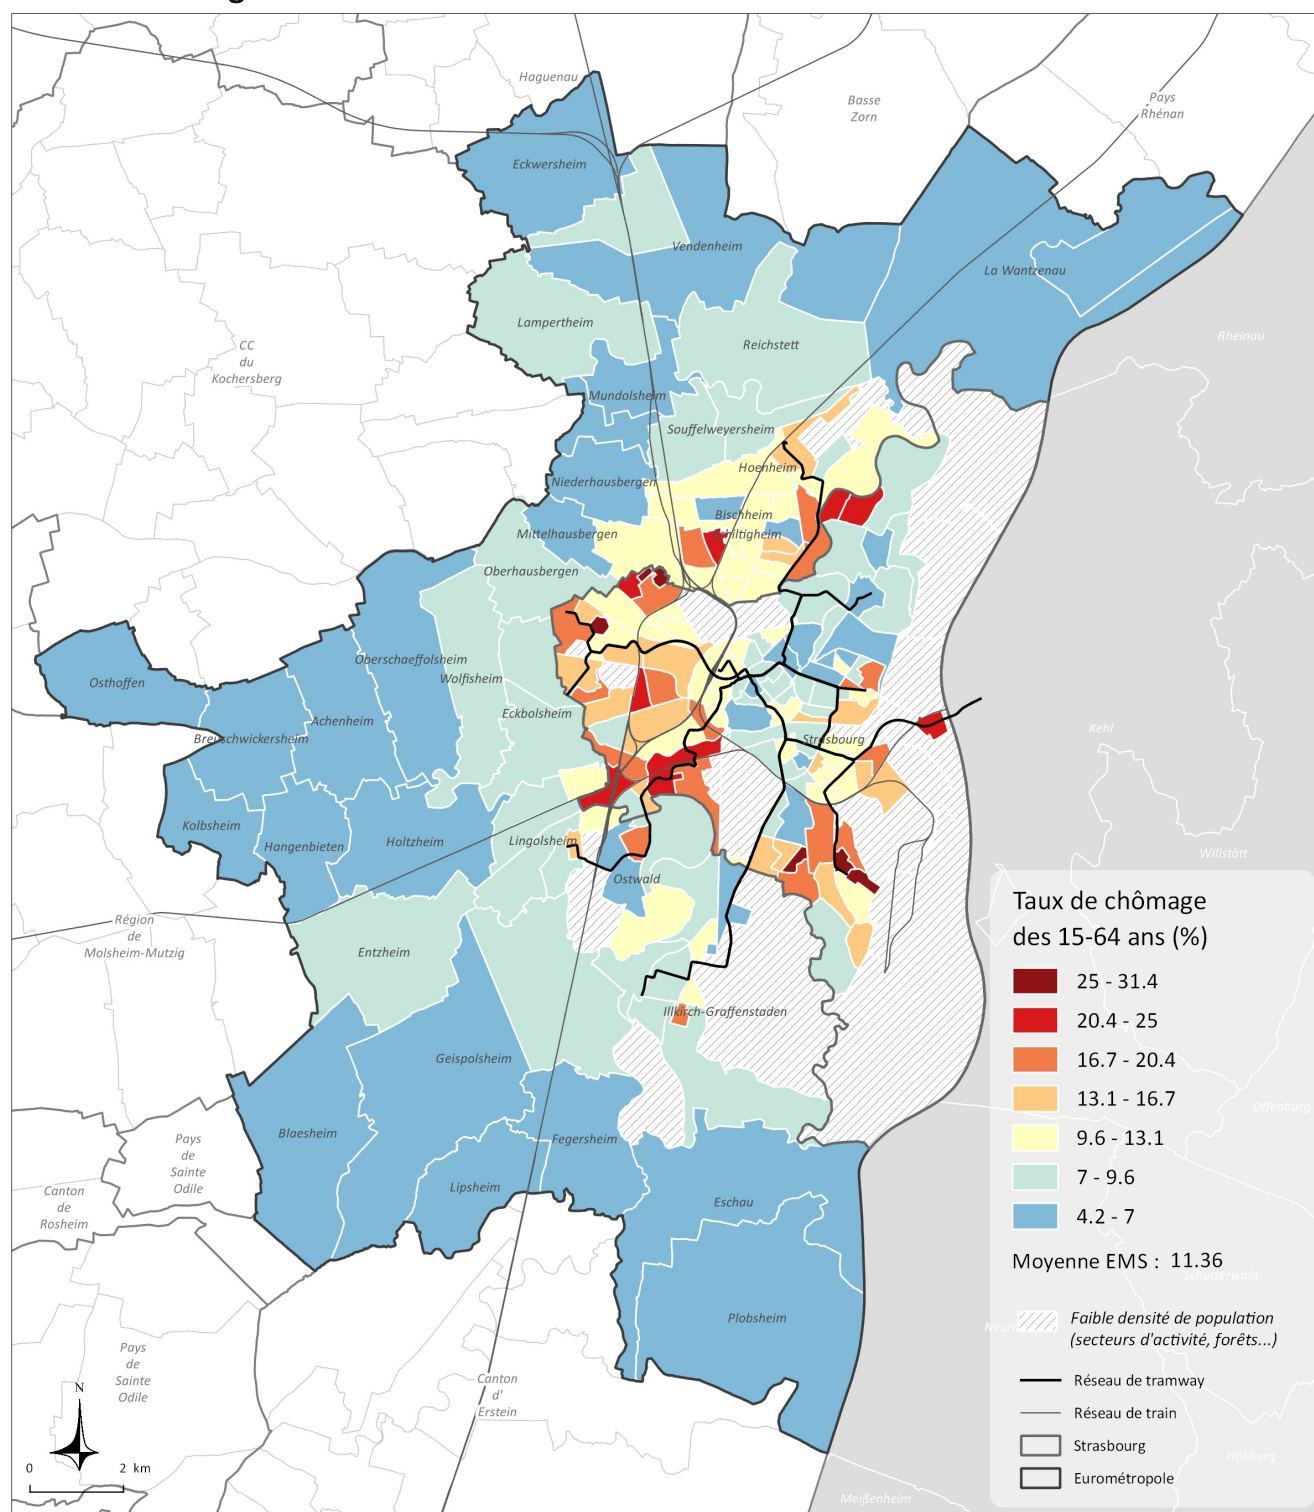 Haguenau
Basse
Zorn
Pays
Rhénan
Eckwersheim
Vendenheim
La Wantzenau
Lampertheim
Reichstett
Rheinau
CC
du
Kochersberg
Mundolsheim
Souffelweyersheim
Hoenheim
Niederhausbergen
Bischheim
Mittelhausbergen
Schiltigheim
Oberhausbergen
Oberschaeffolsheim
Osthoffen
Wolfisheim
Achenheim
Eckbolsheim
Breuschwickersheim
Strasbourg
Kehl
Kolbsheim
Hangenbieten
Holtzheim
Lingolsheim
Willstätt
Ostwald
Région
de
Molsheim-Mutzig
Entzheim
Illkirch-Graffenstaden
Geispolsheim
Blaesheim
Fegersheim
Pays
de
Sainte
Odile
Lipsheim
Eschau
Canton
de
Rosheim
Plobsheim
Pays
de
Sainte
Odile
Canton
d'
Erstein
Taux de chômage
des 15-64 ans (%)
25 - 31.4
20.4 - 25
16.7 - 20.4
13.1 - 16.7
9.6 - 13.1
7 - 9.6
4.2 - 7
Moyenne EMS : 11.36
Offenburg
Schutterwald
Faible densité de population
(secteurs d'activité, forêts...)
Réseau de tramway
Réseau de train
Strasbourg
Eurométropole
Hohberg
Meißenheim
N
0 2 km